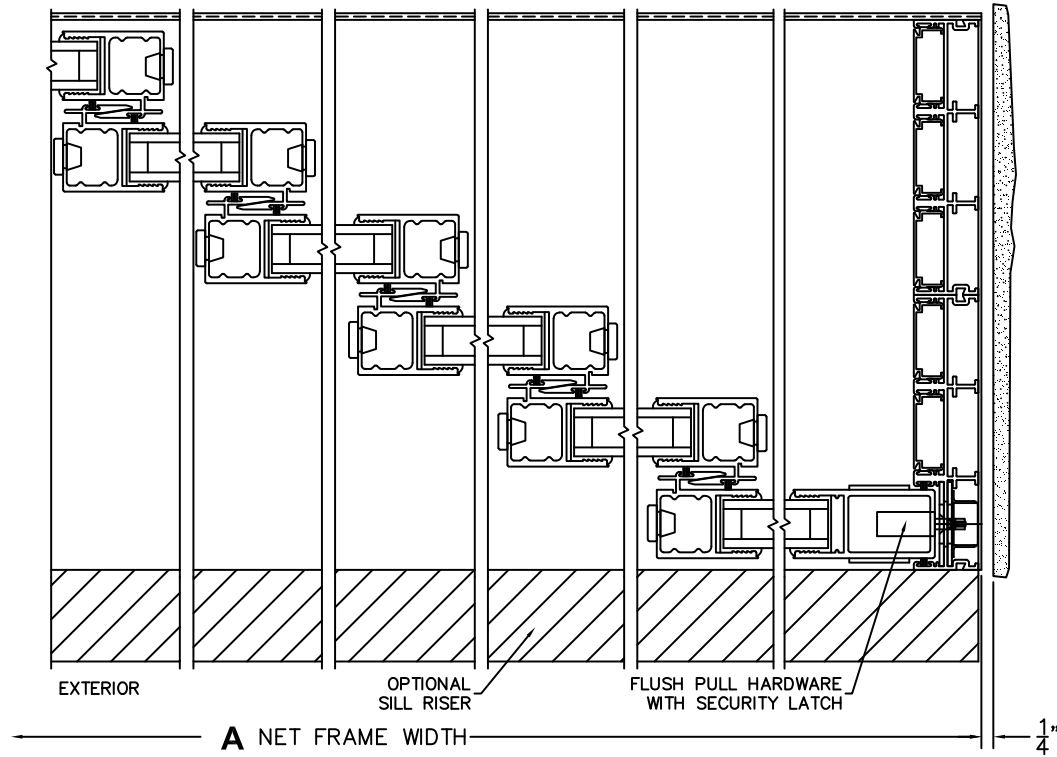 EXTERIOR
OPTIONAL
SILL RISER
FLUSH PULL HARDWARE
WITH SECURITY LATCH
A NET FRAME WIDTH
1/4"